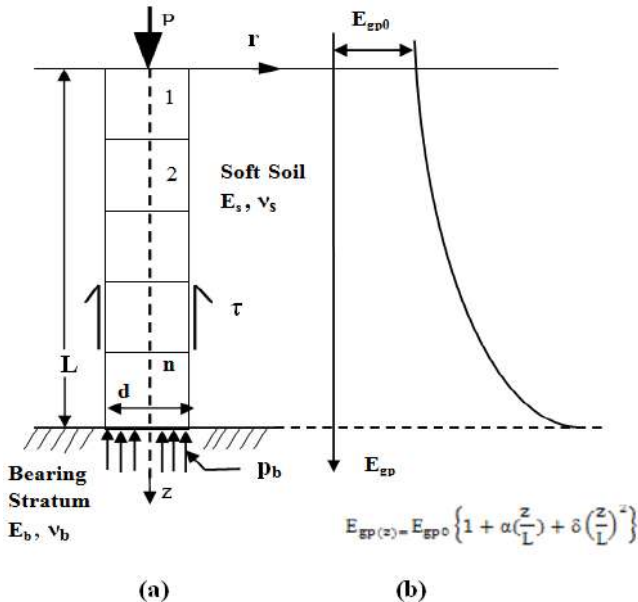 P
r
E_gp0
1
2
Soft Soil
E_s , ν_s
τ
L
n
d
p_b
E_gp
Bearing
Stratum
z
E_b, ν_b
E_gp(z)= E_gp0 {1 + α(z/L) + δ(z/L)^2}
(a)
(b)